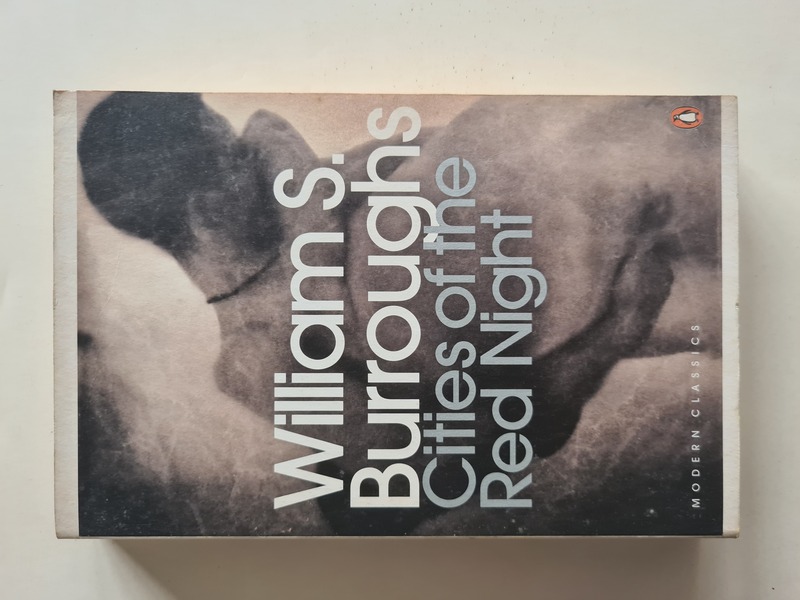 William S.
Burroughs
Cities of the
Red Night
MODERN CLASSICS